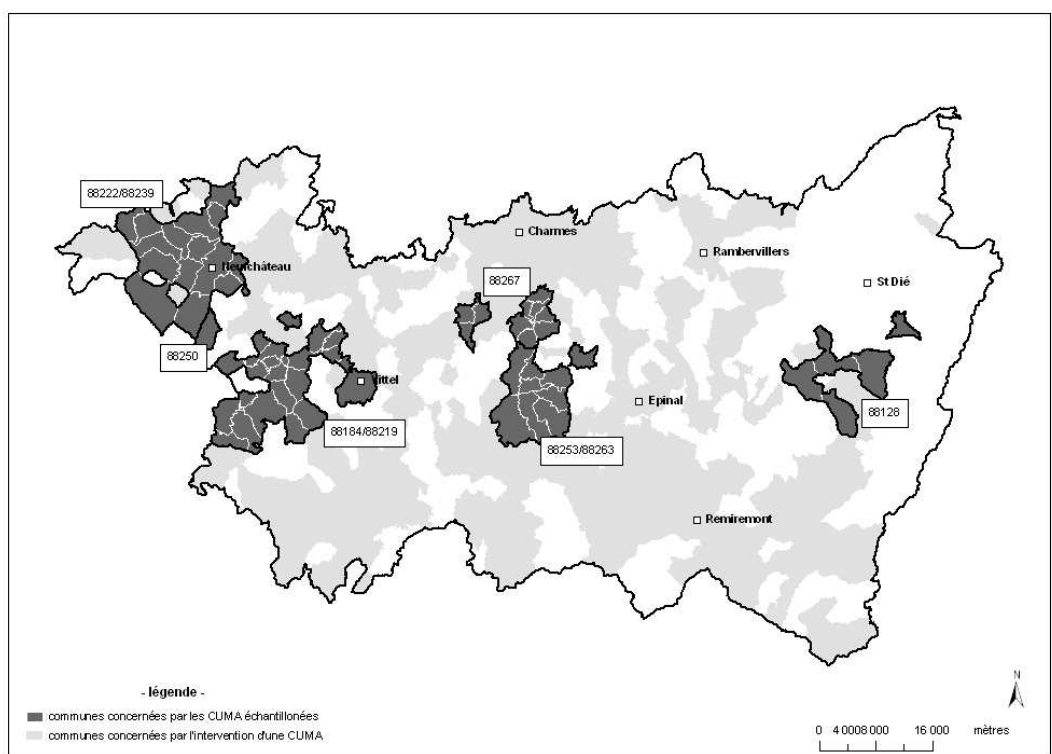 88222/88239
Charmes
Neufchâteau
Rambervillers
88267
St Dié
88250
Vittel
Epinal
88128
88184/88219
88253/88263
Remiremont
N
- légende -
communes concernées par les CUMA échantillonées
communes concernées par l'intervention d'une CUMA
0 4 0008 000 16 000 mètres